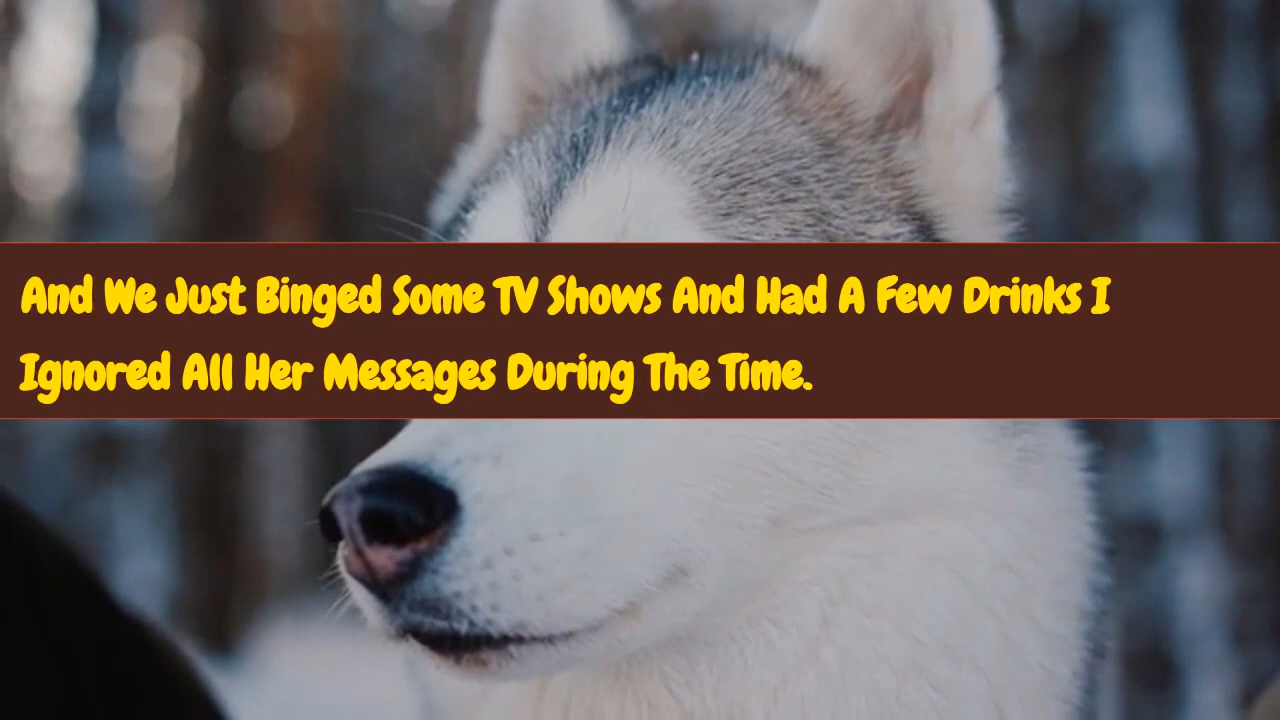 And We Just Binged Some TV Shows And Had A Few Drinks I
Ignored All Her Messages During The Time.